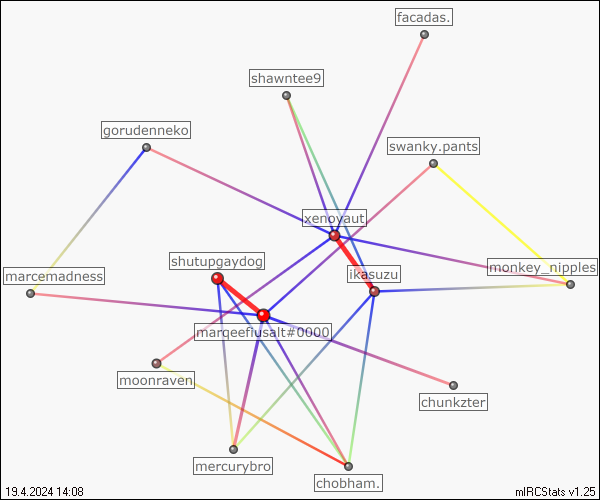 facadas.
shawntee9
gorudenneko
swanky.pants
xenoyaut
shutupgaydog
ikasuzu
monkey_nipples
marcemadness
marqeefiusalt#0000
moonraven
chunkzter
mercurybro
chobham.
19.4.2024 14:08
mIRCStats v1.25